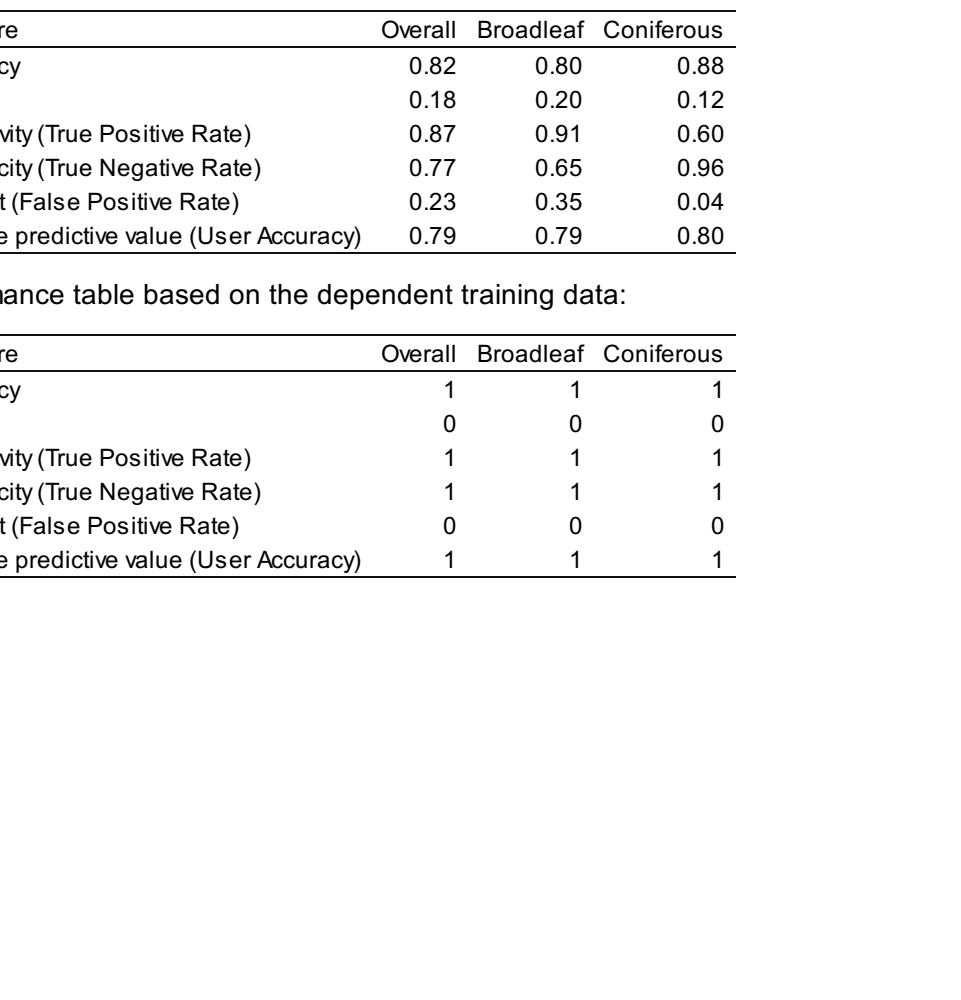 re Overall Broadleaf Coniferous
cy 0.82 0.80 0.88
0.18 0.20 0.12
vity (True Positive Rate) 0.87 0.91 0.60
city (True Negative Rate) 0.77 0.65 0.96
t (False Positive Rate) 0.23 0.35 0.04
e predictive value (User Accuracy) 0.79 0.79 0.80
nance table based on the dependent training data:
re Overall Broadleaf Coniferous
cy 1 1 1
0 0 0
vity (True Positive Rate) 1 1 1
city (True Negative Rate) 1 1 1
t (False Positive Rate) 0 0 0
e predictive value (User Accuracy) 1 1 1